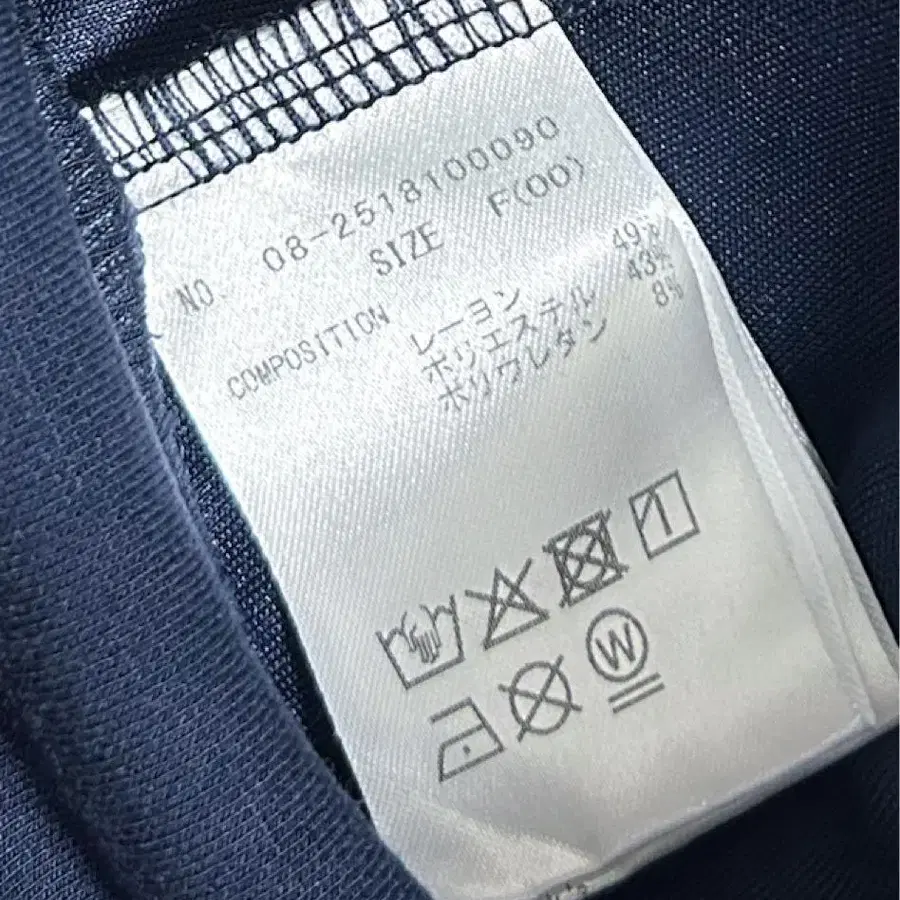 NO. 08-2518100090
SIZE F(00)
COMPOSITION レーヨン 49%
ポリエステル 43%
ポリウレタン 8%
W